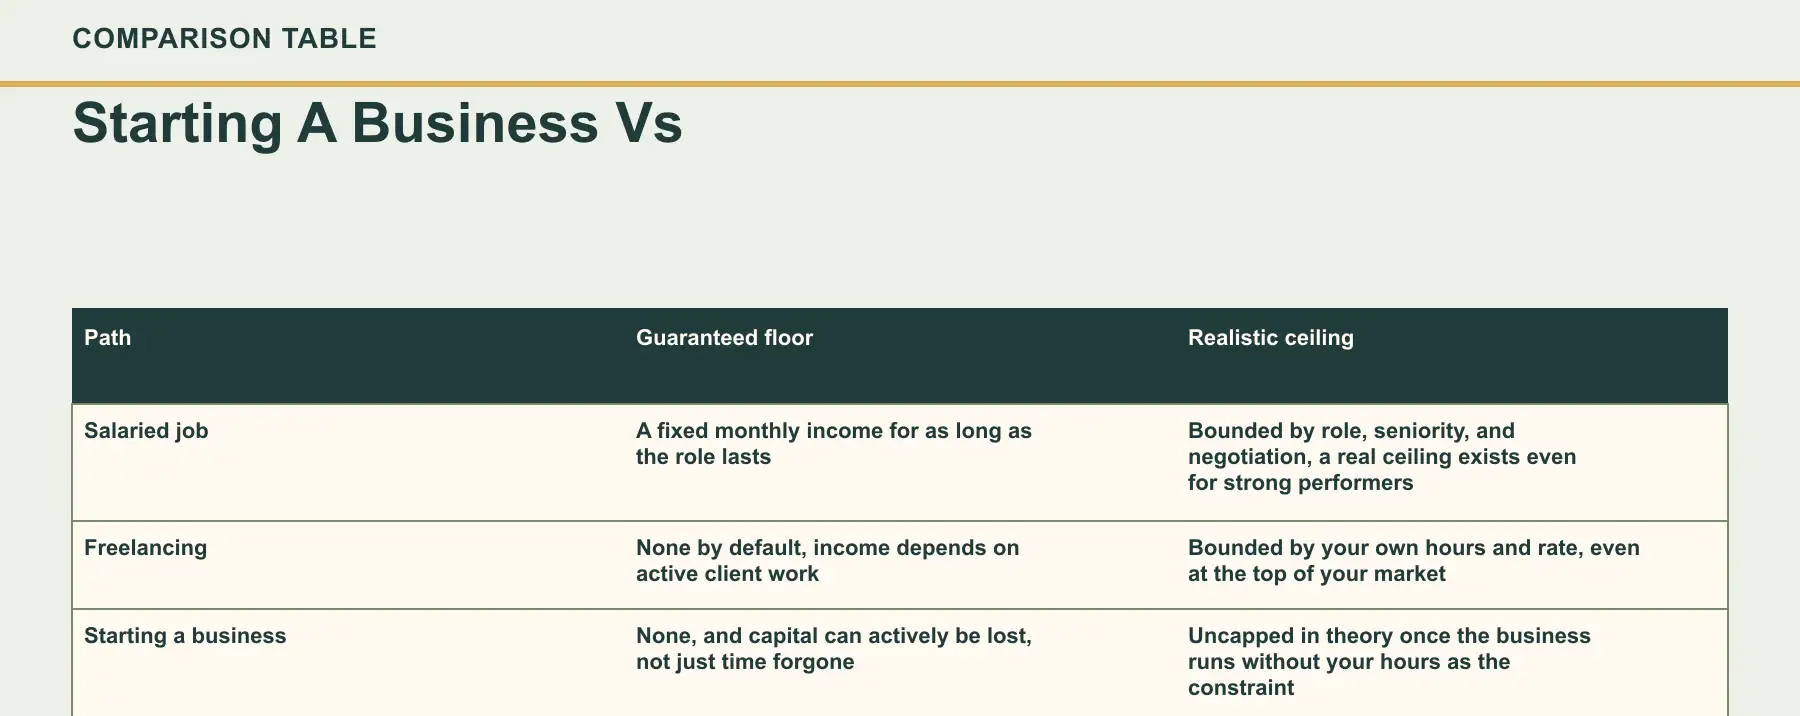 COMPARISON TABLE
Starting A Business Vs
Path
Guaranteed floor
Realistic ceiling
Salaried job
A fixed monthly income for as long as
the role lasts
Bounded by role, seniority, and
negotiation, a real ceiling exists even
for strong performers
Freelancing
None by default, income depends on
active client work
Bounded by your own hours and rate, even
at the top of your market
Starting a business
None, and capital can actively be lost,
not just time forgone
Uncapped in theory once the business
runs without your hours as the
constraint